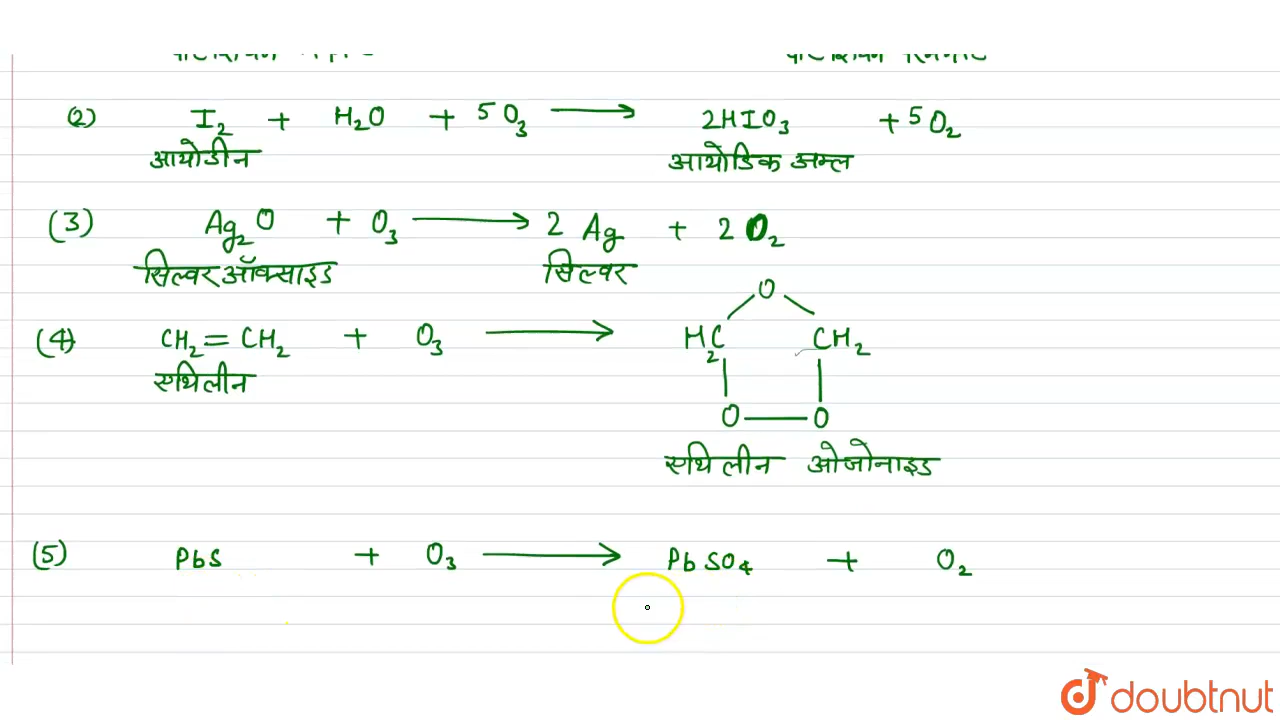 (2) I₂ + H₂O + 5 O₃ ⟶ 2HIO₃ + 5 O₂
आयोडीन आयोडिक अम्ल
(3) Ag₂O + O₃ ⟶ 2 Ag + 2 O₂
सिल्वर ऑक्साइड सिल्वर
O
(4) CH₂ = CH₂ + O₃ ⟶ H₂C CH₂
एथिलीन
O — O
एथिलीन ओजोनाइड
(5) PbS + O₃ ⟶ PbSO₄ + O₂
doubtnut